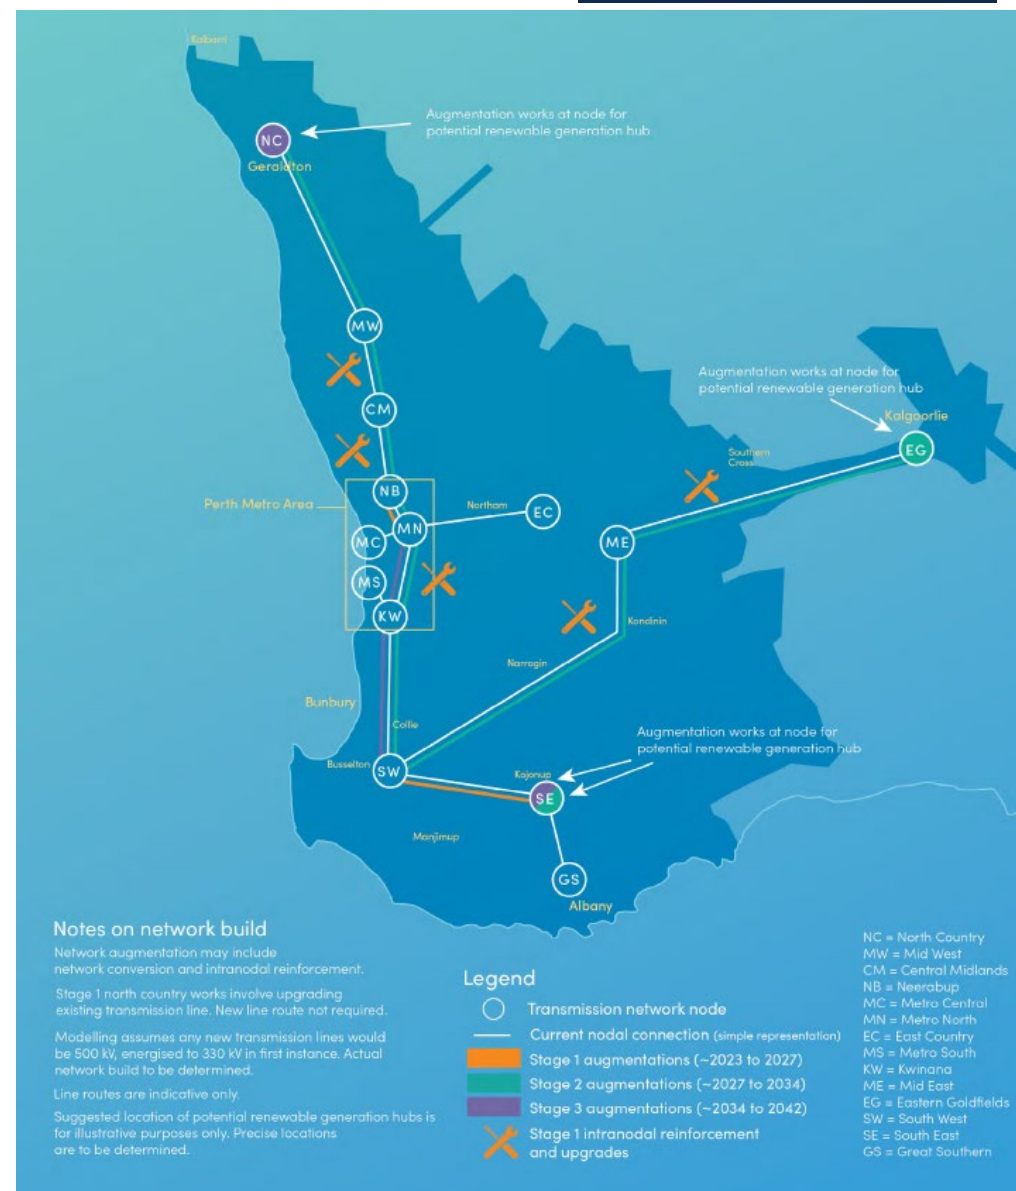 Kalbarri
Augmentation works at node for
potential renewable generation hub
NC
Geraldton
MW
Augmentation works at node for
potential renewable generation hub
CM
Kalgoorlie
EG
Southern
Cross
NB
Perth Metro Area
Northam
EC
MN
MC
ME
MS
KW
Kondinin
Narrogin
Bunbury
Collie
Augmentation works at node for
potential renewable generation hub
Busselton
SW
Kojonup
SE
Manjimup
GS
Albany
Notes on network build
Network augmentation may include
network conversion and intranodal reinforcement.
Stage 1 north country works involve upgrading
existing transmission line. New line route not required.
Modelling assumes any new transmission lines would
be 500 kV, energised to 330 kV in first instance. Actual
network build to be determined.
Line routes are indicative only.
Suggested location of potential renewable generation hubs is
for illustrative purposes only. Precise locations
are to be determined.
Legend
Transmission network node
Current nodal connection (simple representation)
Stage 1 augmentations (~2023 to 2027)
Stage 2 augmentations (~2027 to 2034)
Stage 3 augmentations (~2034 to 2042)
Stage 1 intranodal reinforcement
and upgrades
NC = North Country
MW = Mid West
CM = Central Midlands
NB = Neerabup
MC = Metro Central
MN = Metro North
EC = East Country
MS = Metro South
KW = Kwinana
ME = Mid East
EG = Eastern Goldfields
SW = South West
SE = South East
GS = Great Southern